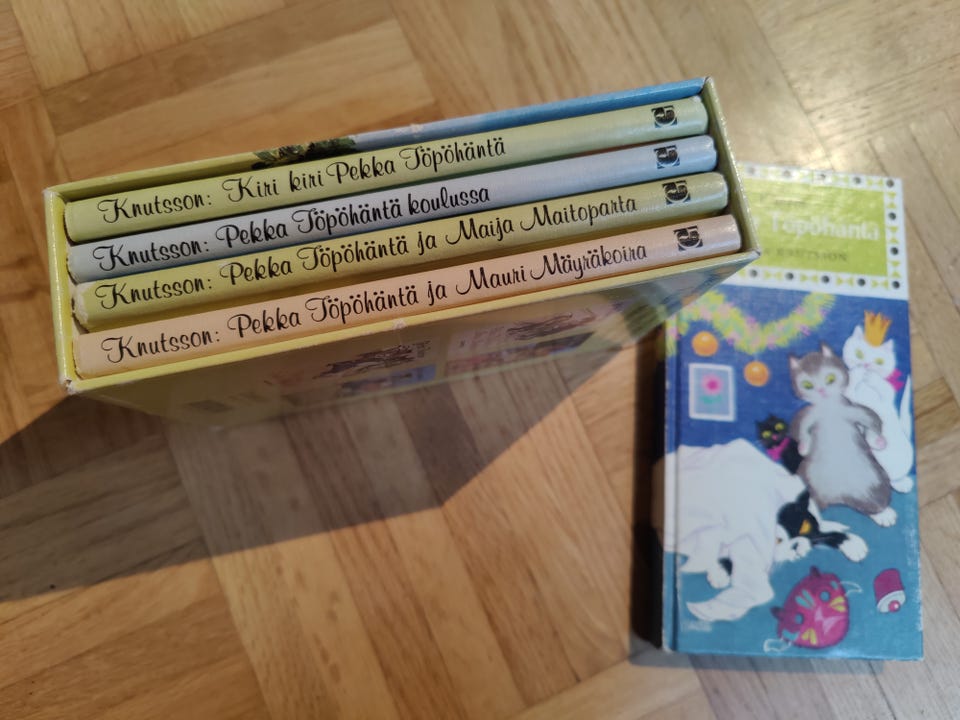 Knutsson: Kiri kiri Pekka Töpöhäntä
Knutsson: Pekka Töpöhäntä koulussa
Knutsson: Pekka Töpöhäntä ja Maija Maitoparta
Knutsson: Pekka Töpöhäntä ja Mauri Mäyräkoira
Töpöhäntä
KNUTSSON